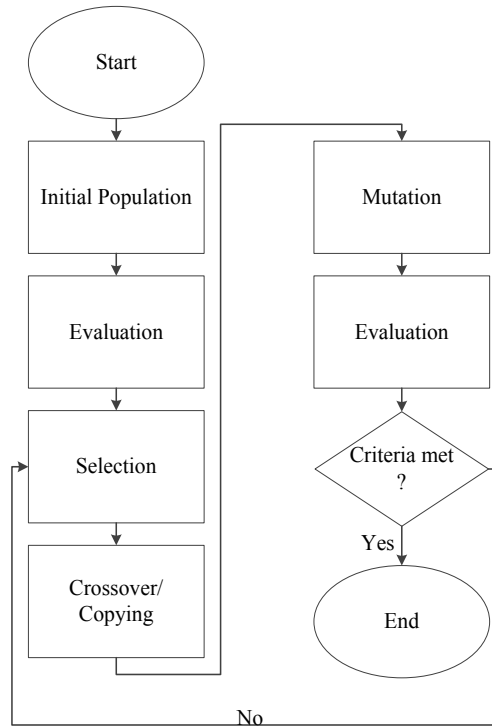 Start
Initial Population
Evaluation
Selection
Crossover/
Copying
Mutation
Evaluation
Criteria met
?
Yes
End
No